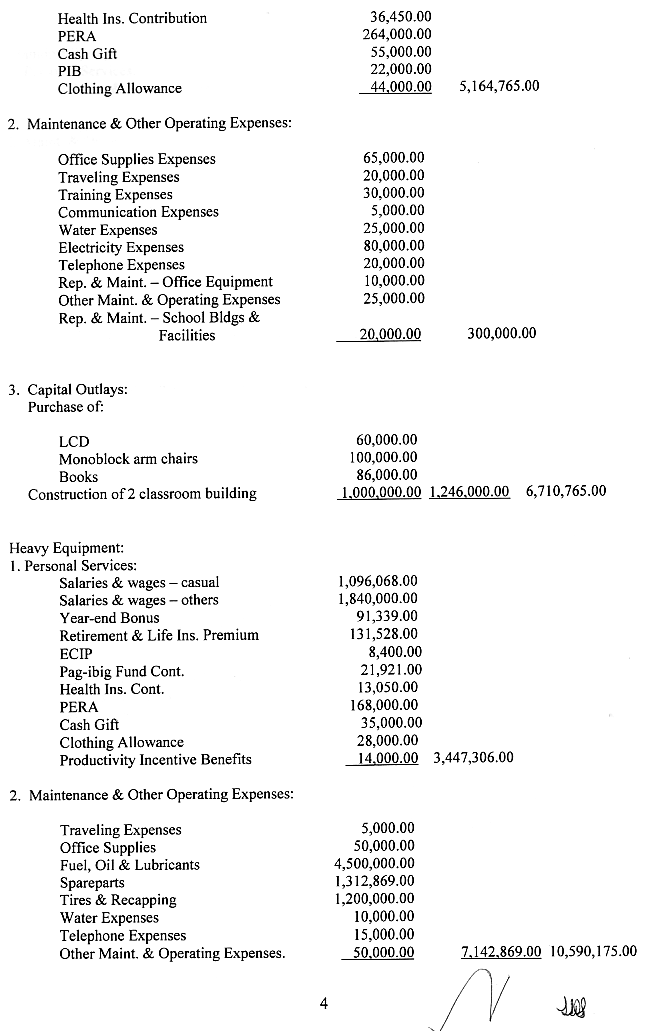 Health Ins. Contribution 36,450.00
PERA 264,000.00
Cash Gift 55,000.00
PIB 22,000.00
Clothing Allowance 44,000.00 5,164,765.00
2. Maintenance & Other Operating Expenses:
Office Supplies Expenses 65,000.00
Traveling Expenses 20,000.00
Training Expenses 30,000.00
Communication Expenses 5,000.00
Water Expenses 25,000.00
Electricity Expenses 80,000.00
Telephone Expenses 20,000.00
Rep. & Maint. – Office Equipment 10,000.00
Other Maint. & Operating Expenses 25,000.00
Rep. & Maint. – School Bldgs &
Facilities 20,000.00 300,000.00
3. Capital Outlays:
Purchase of:
LCD 60,000.00
Monoblock arm chairs 100,000.00
Books 86,000.00
Construction of 2 classroom building 1,000,000.00 1,246,000.00 6,710,765.00
Heavy Equipment:
1. Personal Services:
Salaries & wages – casual 1,096,068.00
Salaries & wages – others 1,840,000.00
Year-end Bonus 91,339.00
Retirement & Life Ins. Premium 131,528.00
ECIP 8,400.00
Pag-ibig Fund Cont. 21,921.00
Health Ins. Cont. 13,050.00
PERA 168,000.00
Cash Gift 35,000.00
Clothing Allowance 28,000.00
Productivity Incentive Benefits 14,000.00 3,447,306.00
2. Maintenance & Other Operating Expenses:
Traveling Expenses 5,000.00
Office Supplies 50,000.00
Fuel, Oil & Lubricants 4,500,000.00
Spareparts 1,312,869.00
Tires & Recapping 1,200,000.00
Water Expenses 10,000.00
Telephone Expenses 15,000.00
Other Maint. & Operating Expenses. 50,000.00 7,142,869.00 10,590,175.00
4